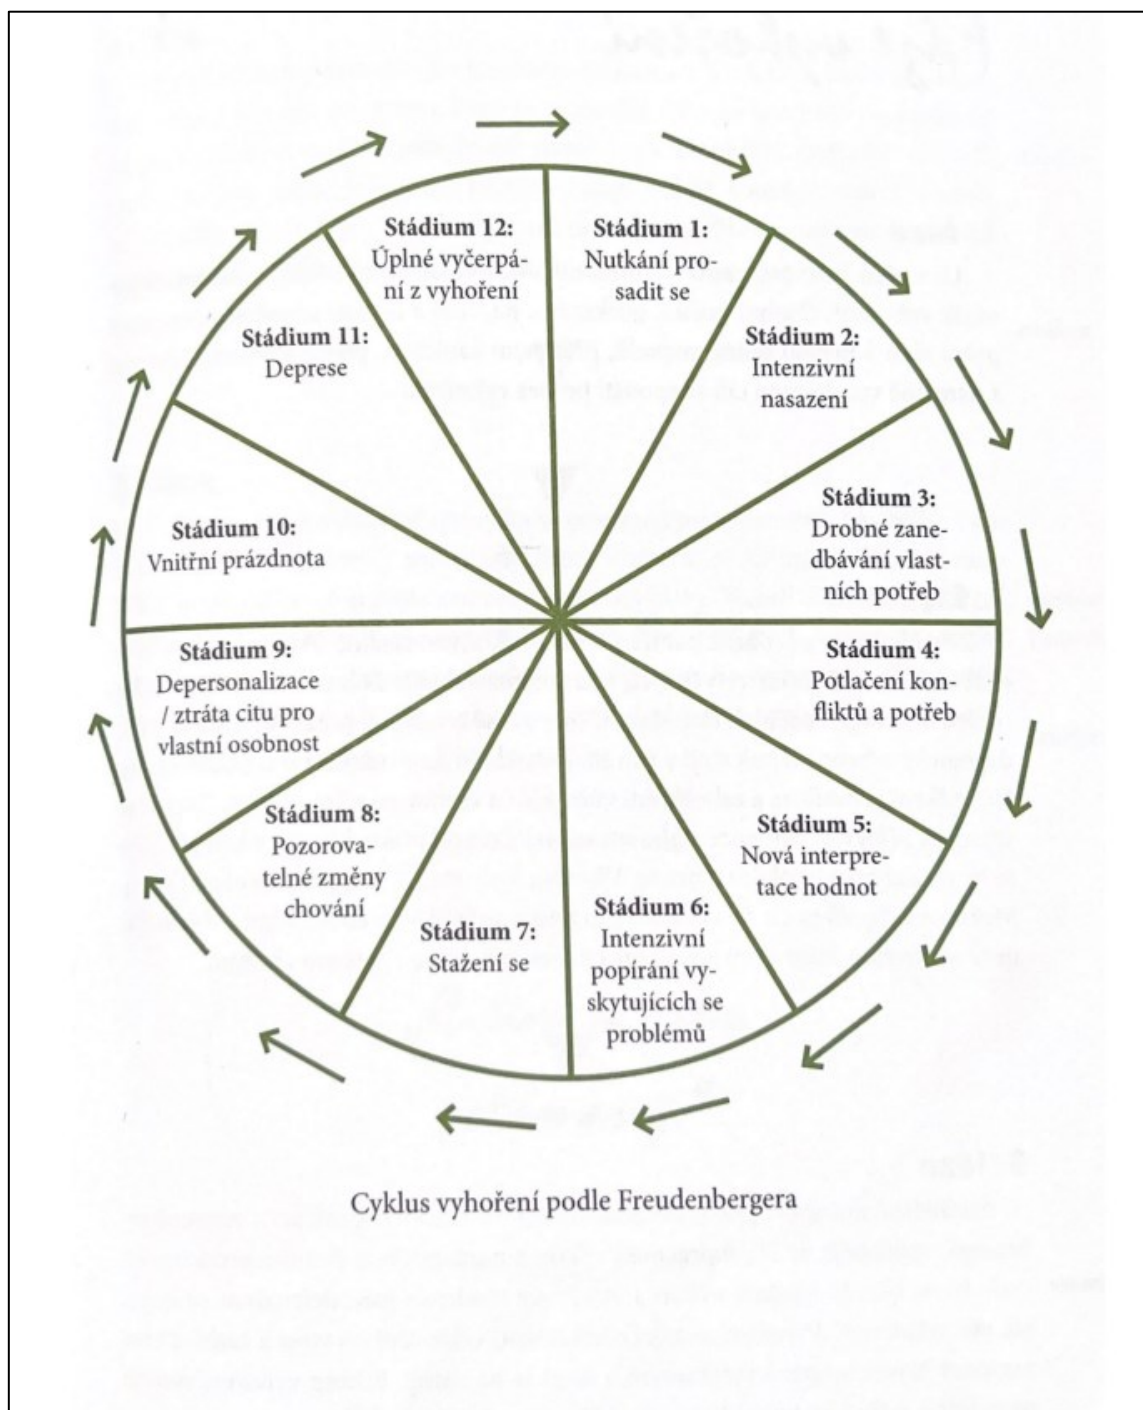 Stádium 12:
Úplné vyčerpá-
ní z vyhoření
Stádium 1:
Nutkání pro-
sadit se
Stádium 11:
Deprese
Stádium 2:
Intenzivní
nasazení
Stádium 3:
Drobné zane-
dbávání vlast-
ních potřeb
Stádium 10:
Vnitřní prázdnota
Stádium 4:
Potlačení kon-
fliktů a potřeb
Stádium 9:
Depersonalizace
/ ztráta citu pro
vlastní osobnost
Stádium 8:
Pozorova-
telné změny
chování
Stádium 5:
Nová interpre-
tace hodnot
Stádium 6:
Intenzivní
popírání vy-
skytujících se
problémů
Stádium 7:
Stažení se
Cyklus vyhoření podle Freudenbergera